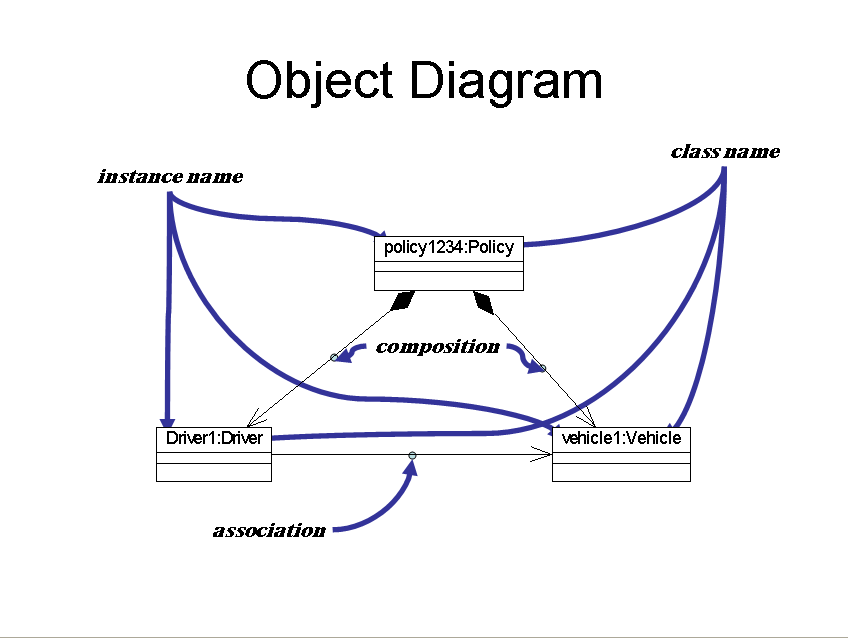 Object Diagram
class name
instance name
policy1234:Policy
composition
Driver1:Driver
vehicle1:Vehicle
association